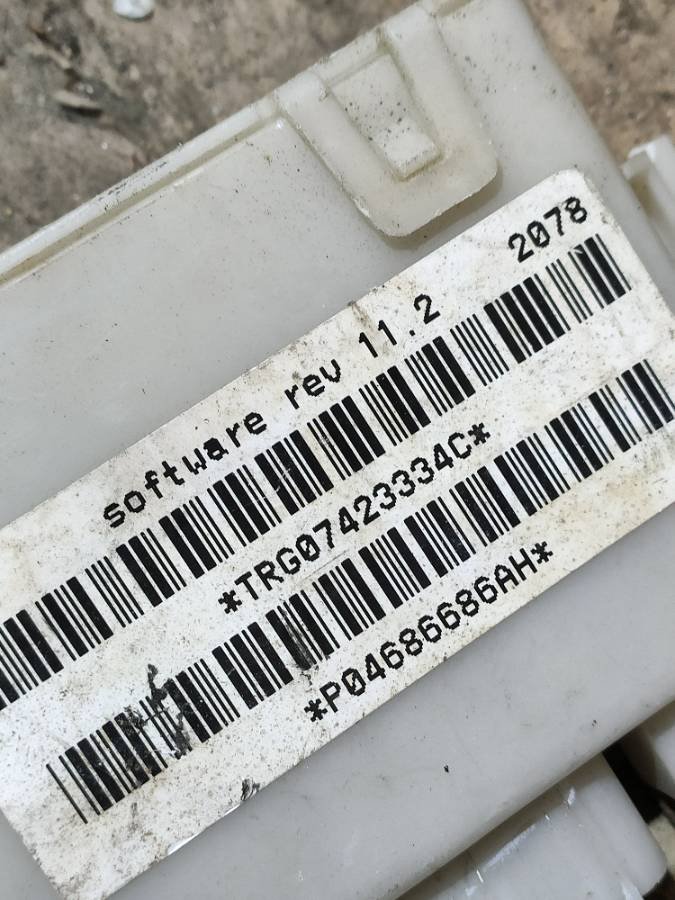 2078
software rev 11.2
*TRG07423334C*
*P04686686AH*